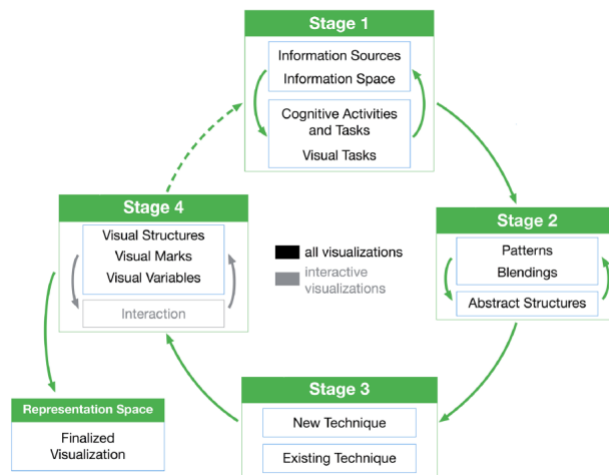 Stage 1
Information Sources
Information Space
Cognitive Activities
and Tasks
Visual Tasks
Stage 2
Patterns
Blendings
Abstract Structures
Stage 3
New Technique
Existing Technique
Stage 4
Visual Structures
Visual Marks
Visual Variables
Interaction
all visualizations
interactive
visualizations
Representation Space
Finalized
Visualization